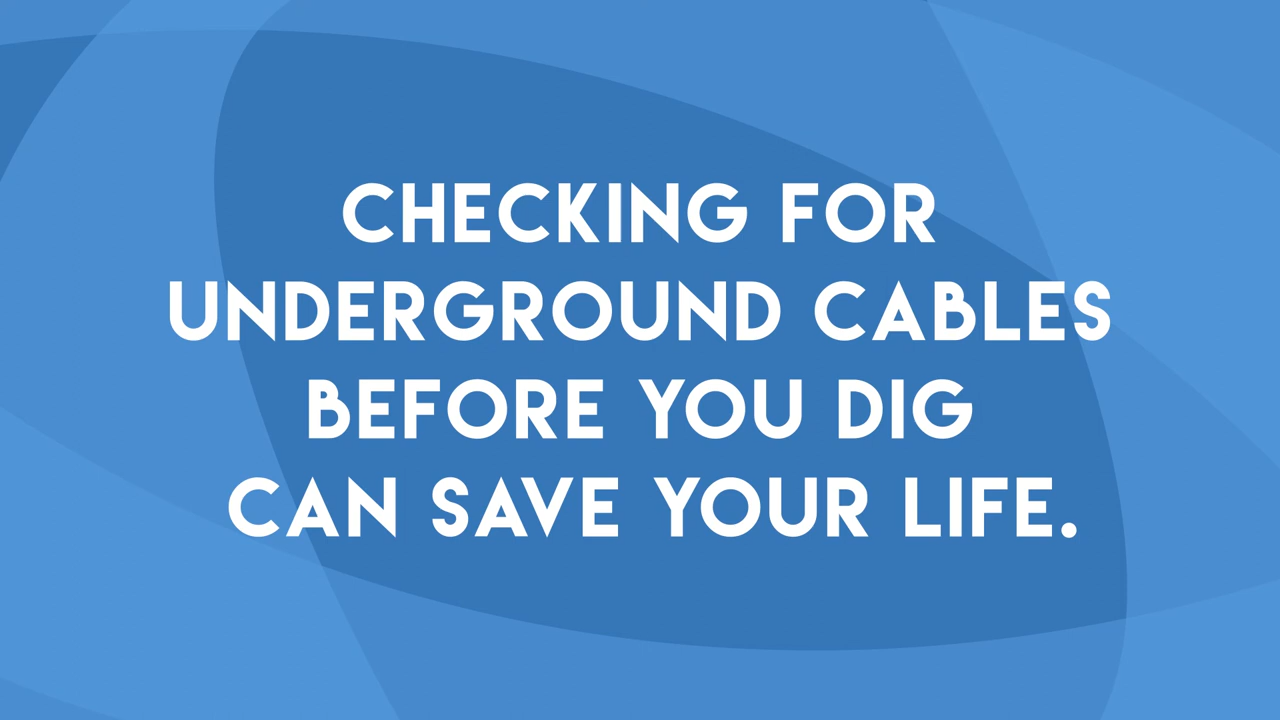 CHECKING FOR
UNDERGROUND CABLES
BEFORE YOU DIG
CAN SAVE YOUR LIFE.